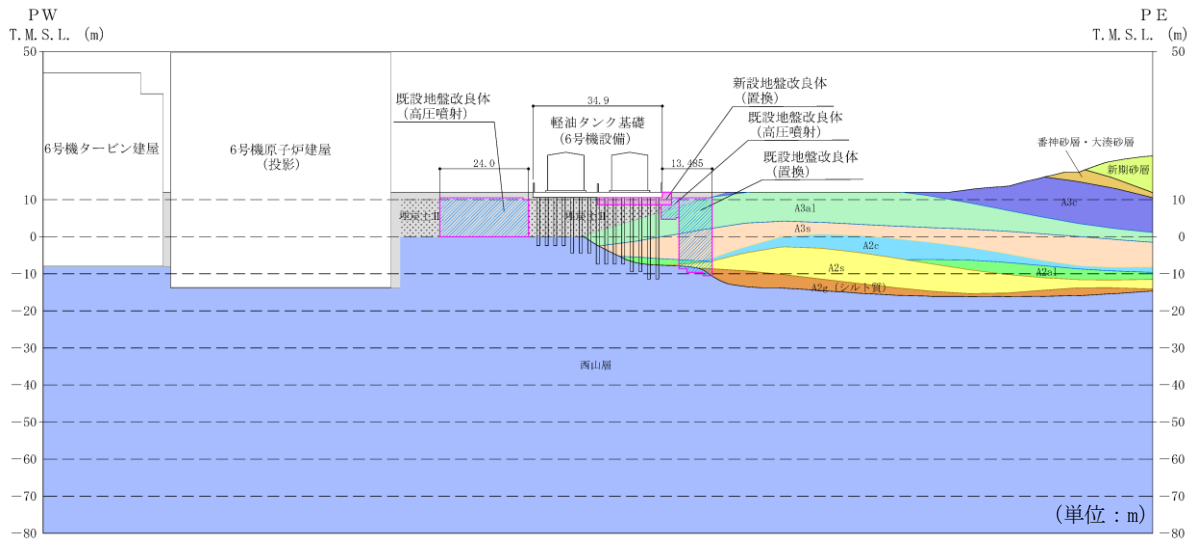 PW
T.M.S.L. (m)
PE
T.M.S.L. (m)
50
50
既設地盤改良体
(高圧噴射)
34.9
軽油タンク基礎
(6号機設備)
新設地盤改良体
(置換)
既設地盤改良体
(高圧噴射)
既設地盤改良体
(置換)
6号機タービン建屋
6号機原子炉建屋
(投影)
24.0
13.485
番神砂層・大湊砂層
新期砂層
10
埋戻土Ⅱ
埋戻土Ⅱ
A3al
A3c
10
0
A3s
A2c
0
-10
A2s
A2al
-10
A2g (シルト質)
-20
-20
-30
西山層
-30
-40
-40
-50
-50
-60
-60
-70
-70
-80
(単位:m)
-80